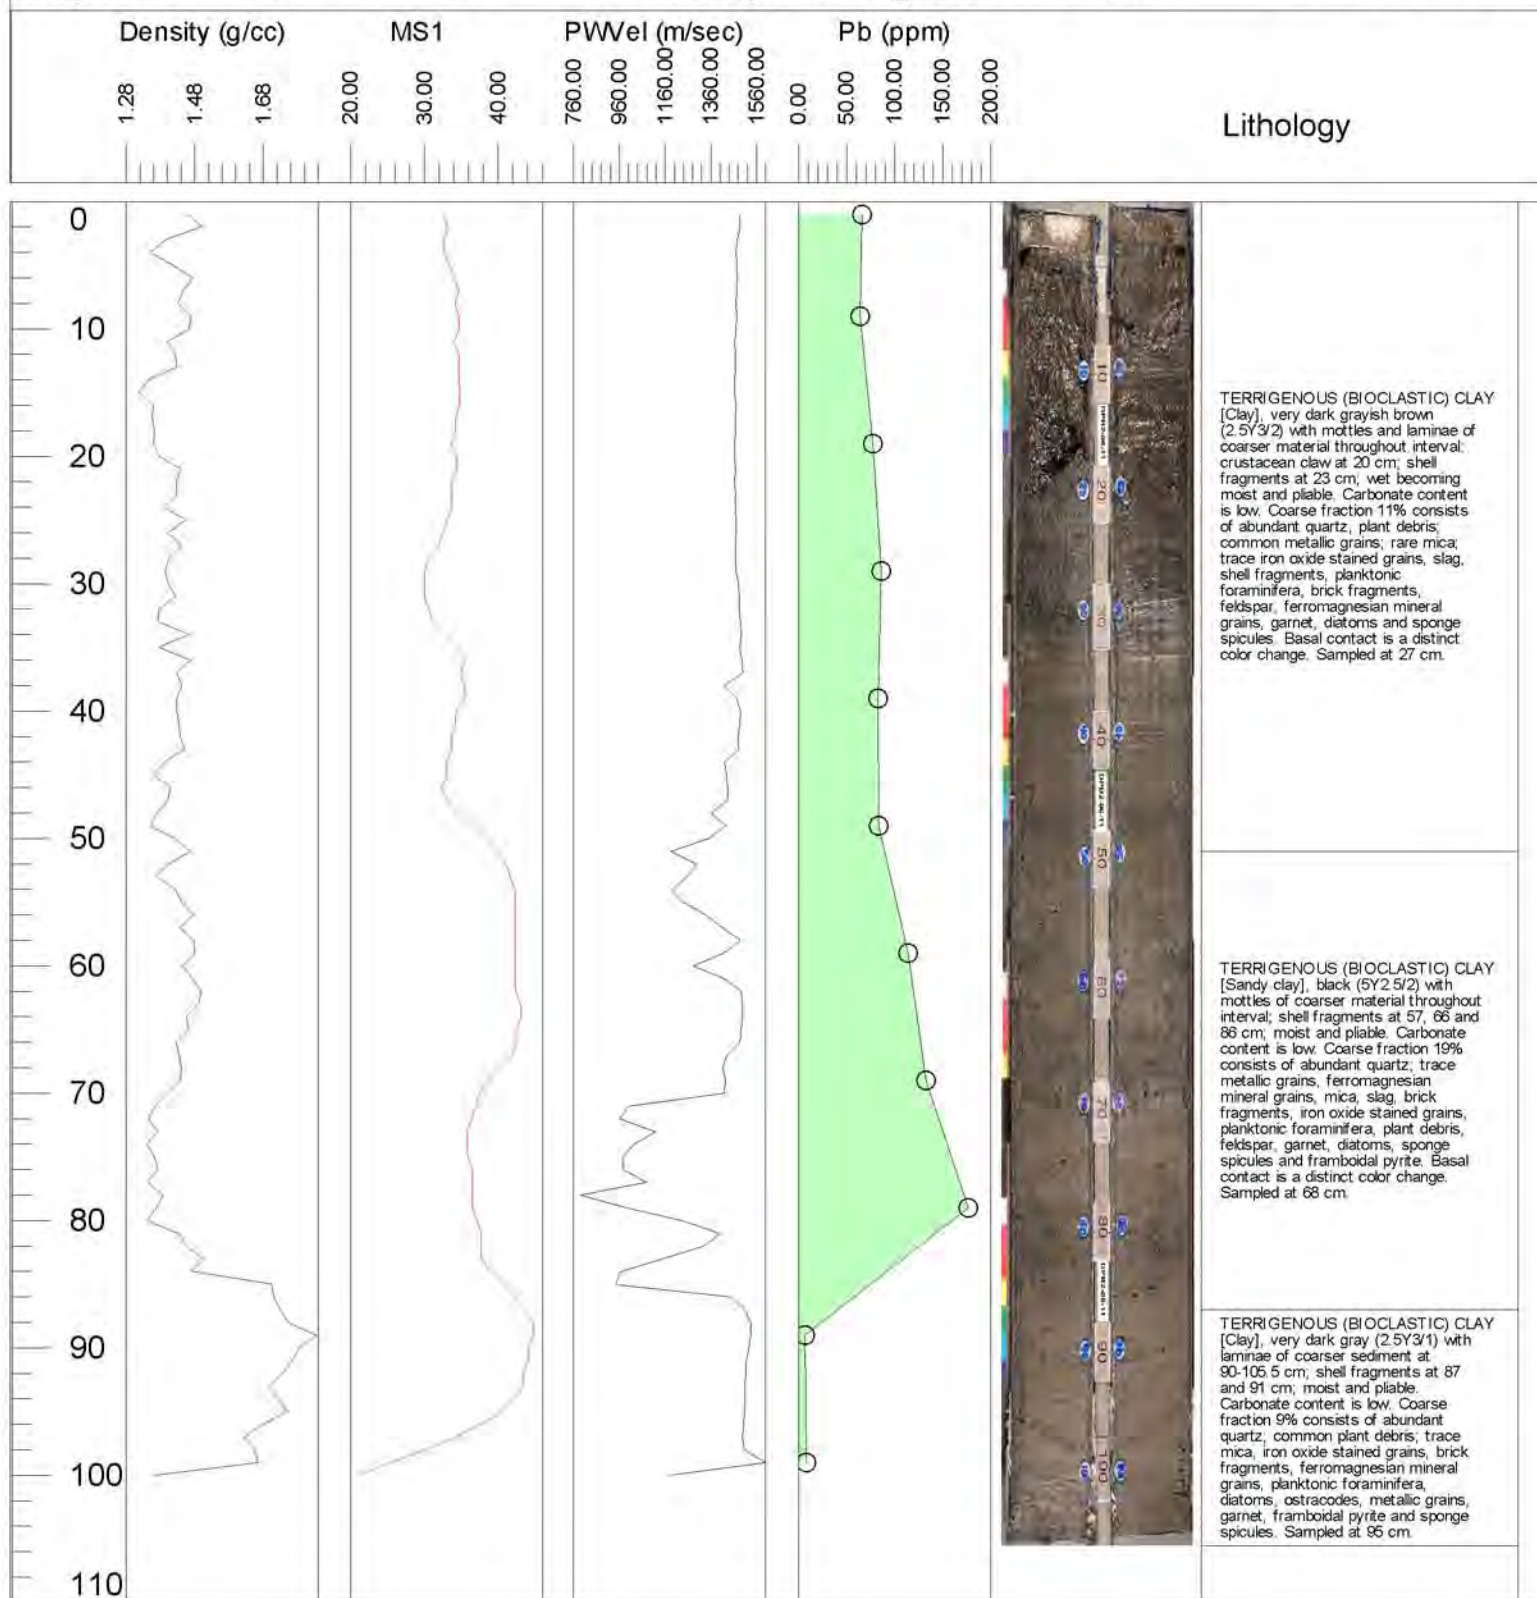 Density (g/cc) MS1 PWVel (m/sec) Pb (ppm)
1.28 1.48 1.68 20.00 30.00 40.00 760.00 960.00 1160.00 1360.00 1560.00 0.00 50.00 100.00 150.00 200.00
Lithology
0
10
20
30
40
50
60
70
80
90
100
110
10
20
30
40
50
60
70
80
90
100
TERRIGENOUS (BIOCLASTIC) CLAY
[Clay], very dark grayish brown
(2.5Y3/2) with mottles and laminae of
coarser material throughout interval;
crustacean claw at 20 cm; shell
fragments at 23 cm; wet becoming
moist and pliable. Carbonate content
is low. Coarse fraction 11% consists
of abundant quartz, plant debris;
common metallic grains; rare mica;
trace iron oxide stained grains, slag,
shell fragments, planktonic
foraminifera, brick fragments,
feldspar, ferromagnesian mineral
grains, garnet, diatoms and sponge
spicules. Basal contact is a distinct
color change. Sampled at 27 cm.
TERRIGENOUS (BIOCLASTIC) CLAY
[Sandy clay], black (5Y2.5/2) with
mottles of coarser material throughout
interval; shell fragments at 57, 66 and
86 cm; moist and pliable. Carbonate
content is low. Coarse fraction 19%
consists of abundant quartz; trace
metallic grains, ferromagnesian
mineral grains, mica, slag, brick
fragments, iron oxide stained grains,
planktonic foraminifera, plant debris,
feldspar, garnet, diatoms, sponge
spicules and framboidal pyrite. Basal
contact is a distinct color change.
Sampled at 68 cm.
TERRIGENOUS (BIOCLASTIC) CLAY
[Clay], very dark gray (2.5Y3/1) with
laminae of coarser sediment at
90-105.5 cm; shell fragments at 87
and 91 cm; moist and pliable.
Carbonate content is low. Coarse
fraction 9% consists of abundant
quartz; common plant debris; trace
mica, iron oxide stained grains, brick
fragments, ferromagnesian mineral
grains, planktonic foraminifera,
diatoms, ostracodes, metallic grains,
garnet, framboidal pyrite and sponge
spicules. Sampled at 95 cm.